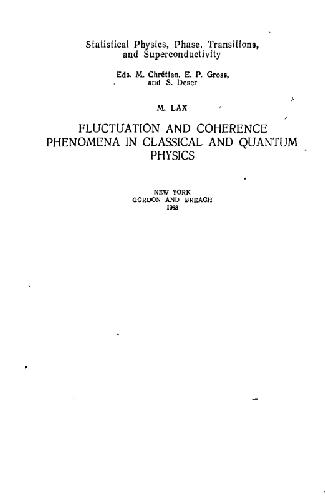 Statistical Physics, Phase. Transitions,
and Superconductivity
Eds. M. Chrétien, E. P. Gross,
and S. Deser
M. LAX
FLUCTUATION AND COHERENCE
PHENOMENA IN CLASSICAL AND QUANTUM
PHYSICS
NEW YORK
GORDON AND BREACH
1968